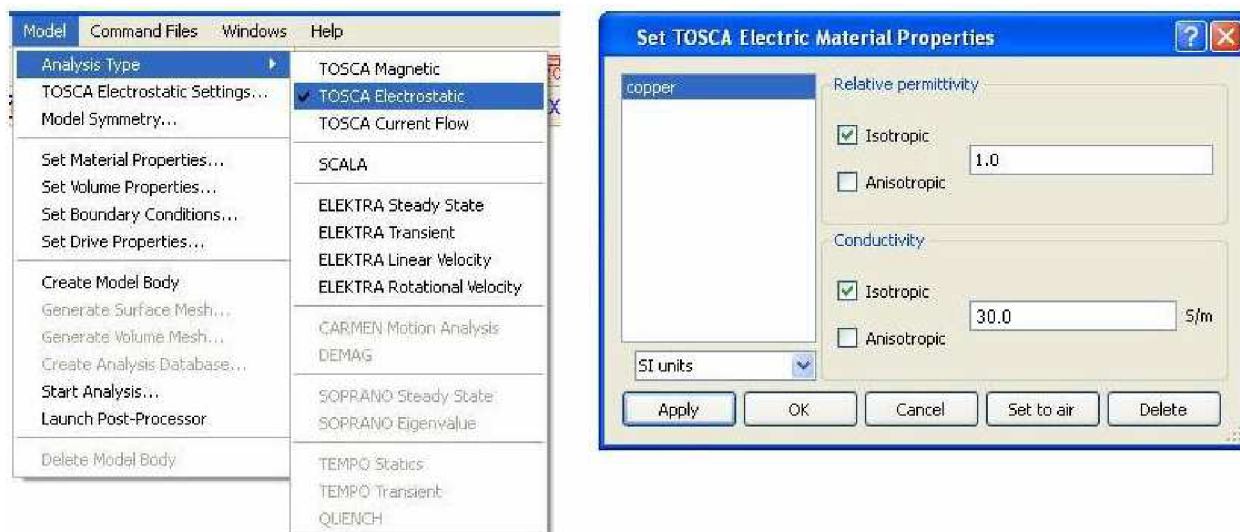 Model Command Files Windows Help
Analysis Type
TOSCA Electrostatic Settings...
Model Symmetry...
Set Material Properties...
Set Volume Properties...
Set Boundary Conditions...
Set Drive Properties...
Create Model Body
Generate Surface Mesh...
Generate Volume Mesh...
Create Analysis Database...
Start Analysis...
Launch Post-Processor
Delete Model Body
TOSCA Magnetic
TOSCA Electrostatic
TOSCA Current Flow
SCALA
ELEKTRA Steady State
ELEKTRA Transient
ELEKTRA Linear Velocity
ELEKTRA Rotational Velocity
CARMEN Motion Analysis
DEMAG
SOPRANO Steady State
SOPRANO Eigenvalue
TEMPO Statics
TEMPO Transient
QUENCH
Set TOSCA Electric Material Properties
copper
SI units
Relative permittivity
Isotropic
1.0
Anisotropic
Conductivity
Isotropic
30.0 S/m
Anisotropic
Apply OK Cancel Set to air Delete